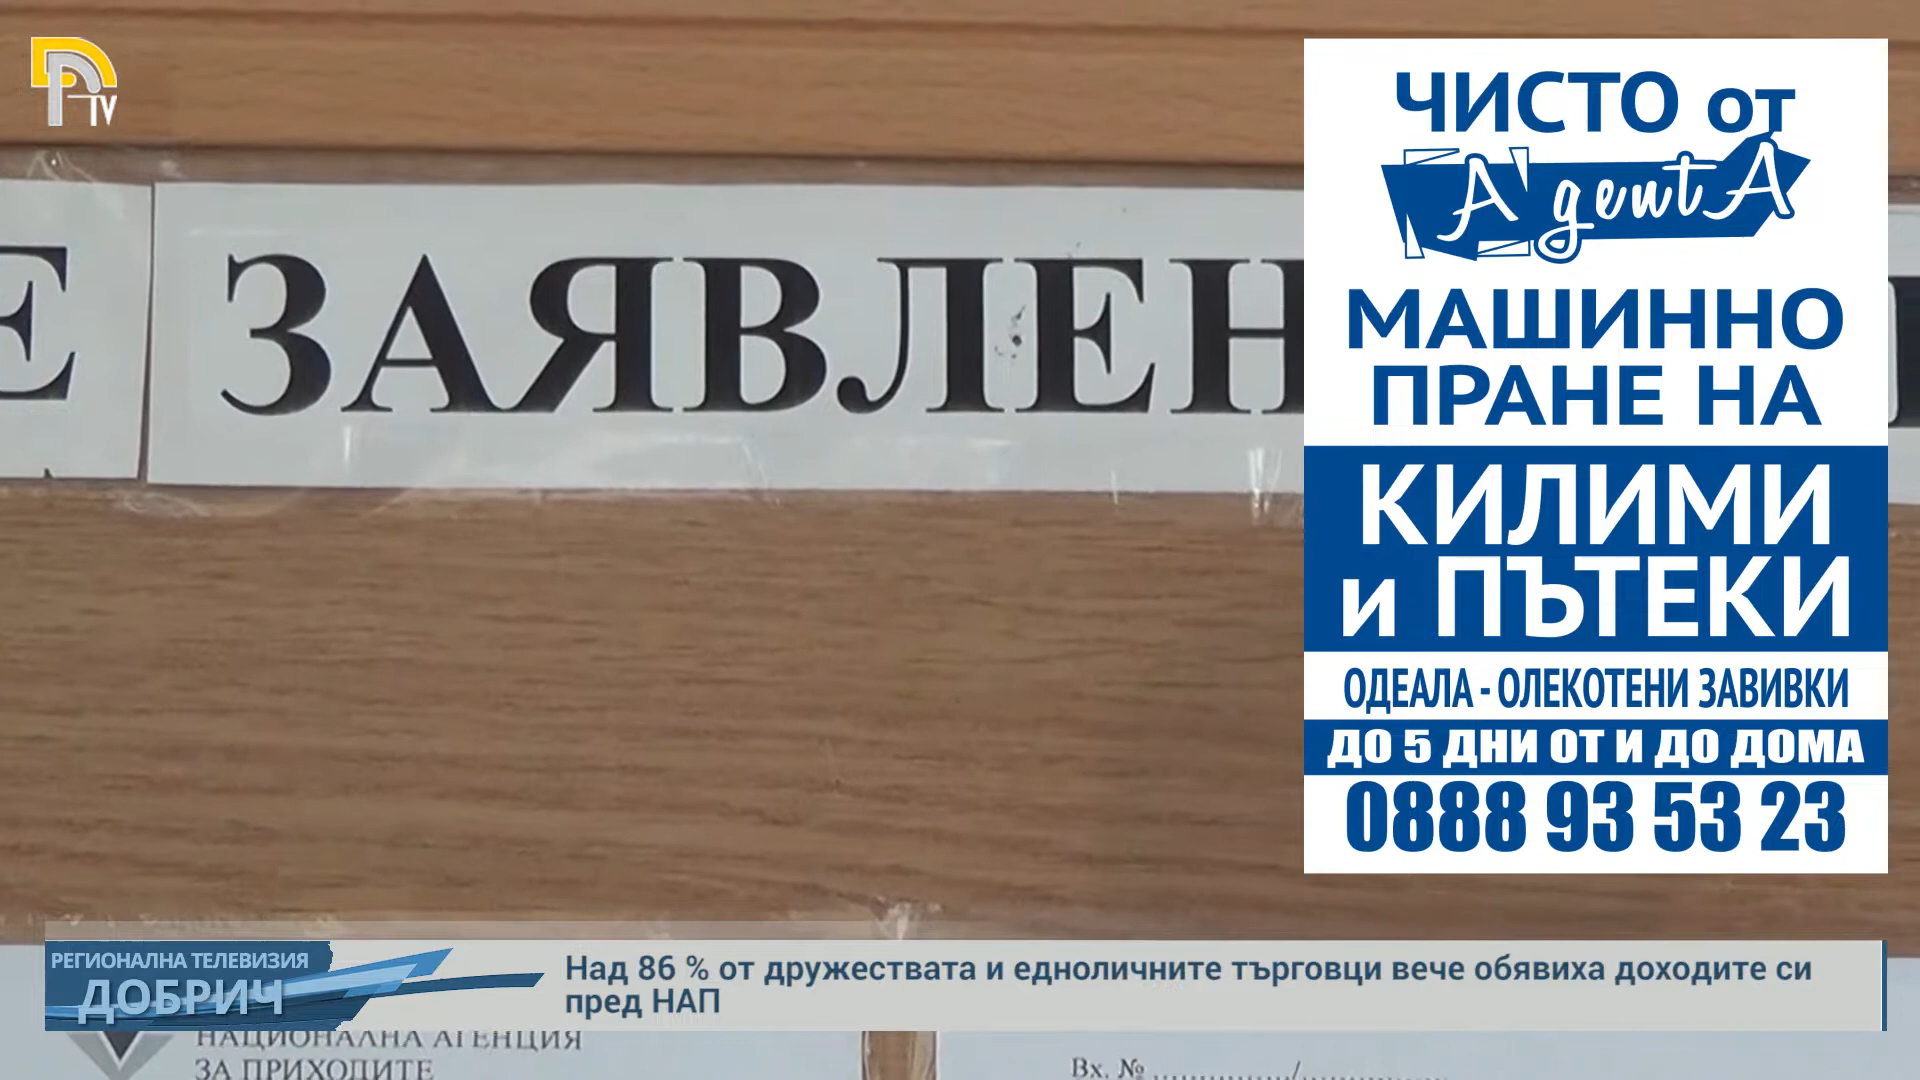 TV
ЧИСТО от
A'gentA
МАШИННО
ПРАНЕ НА
КИЛИМИ
и ПЪТЕКИ
ОДЕАЛА - ОЛЕКОТЕНИ ЗАВИВКИ
ДО 5 ДНИ ОТ И ДО ДОМА
0888 93 53 23
Е ЗАЯВЛЕН
РЕГИОНАЛНА ТЕЛЕВИЗИЯ
ДОБРИЧ
Над 86 % от дружествата и едноличните търговци вече обявиха доходите си
пред НАП
НАЦИОНАЛНА АГЕНЦИЯ
ЗА ПРИХОДИТЕ
Вх. № ................/................